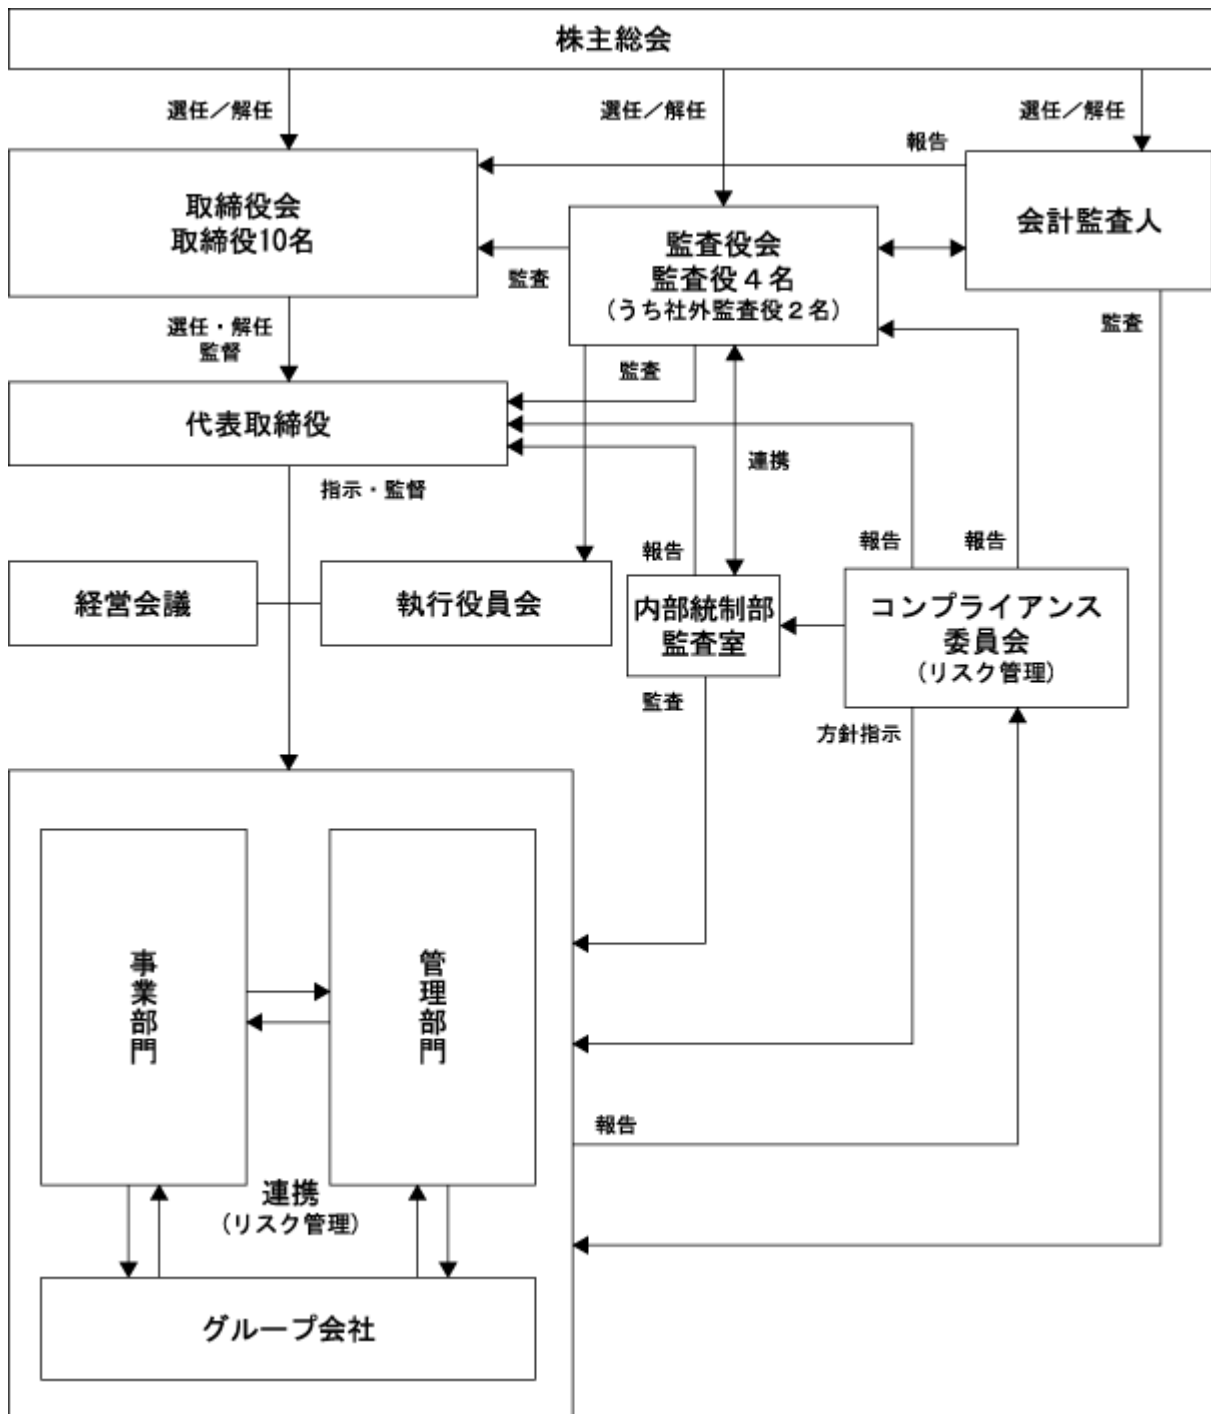 株主総会
選任／解任
選任／解任
選任／解任
報告
取締役会
取締役10名
監査役会
監査役４名
（うち社外監査役２名）
会計監査人
監査
監査
選任・解任
監督
監査
代表取締役
連携
指示・監督
報告
報告
報告
経営会議
執行役員会
内部統制部
監査室
コンプライアンス
委員会
（リスク管理）
監査
方針指示
事業部門
管理部門
報告
連携
（リスク管理）
グループ会社